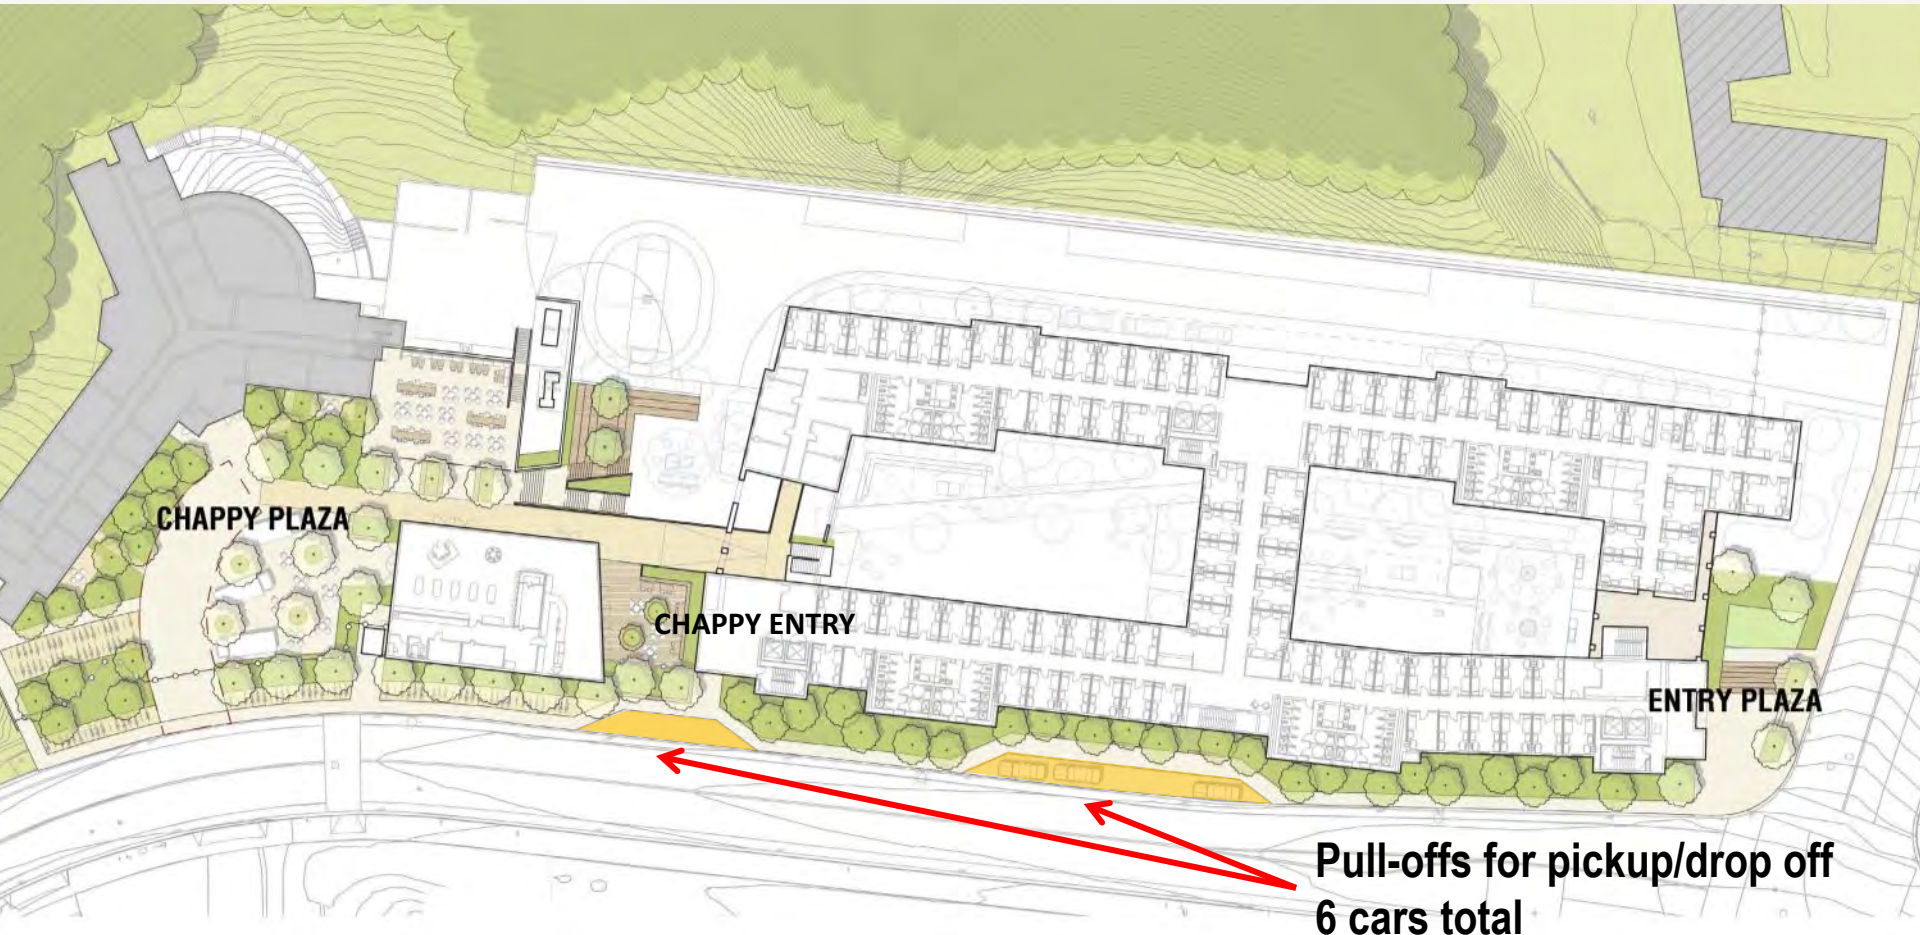 CHAPPY PLAZA
CHAPPY ENTRY
ENTRY PLAZA
Pull-offs for pickup/drop off
6 cars total